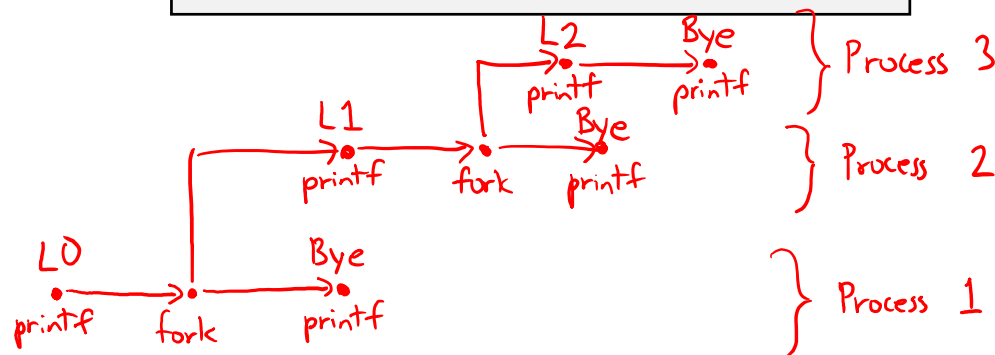 L2 Bye
Process 3
printf printf
L1 Bye
Process 2
printf fork printf
L0 Bye
Process 1
printf fork printf